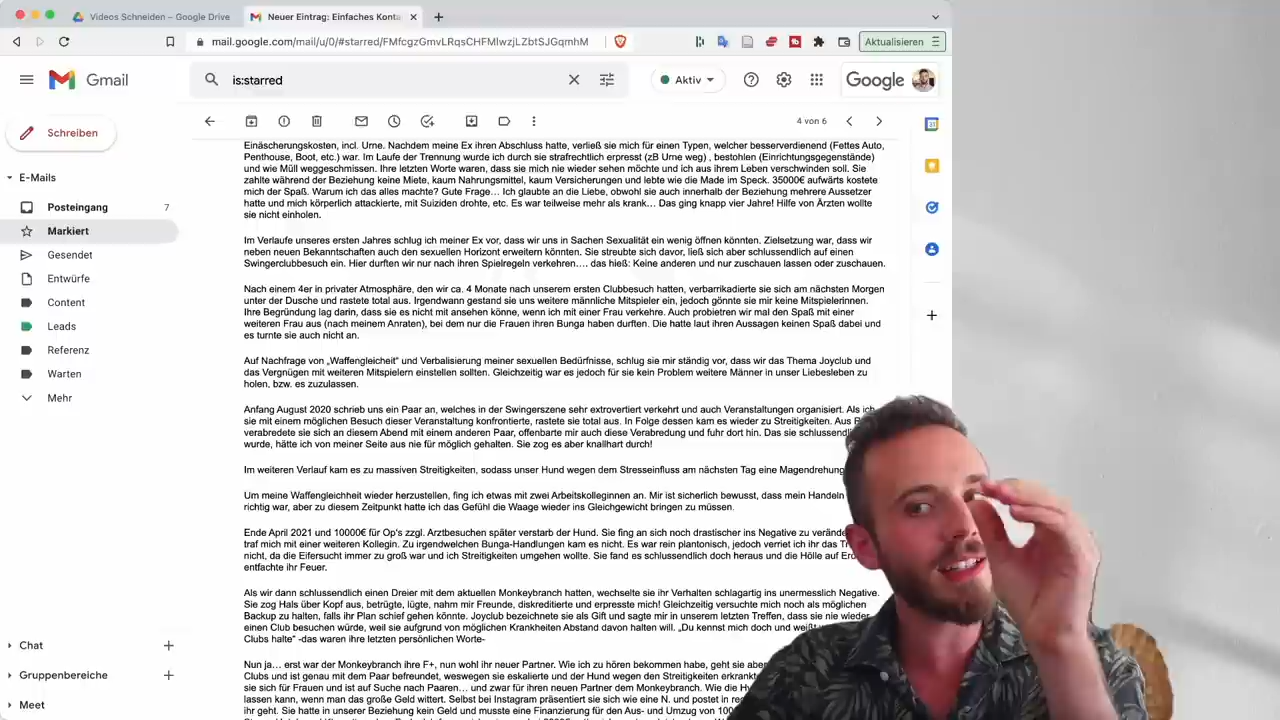 Videos Schneiden – Google Drive
Neuer Eintrag: Einfaches Konta
mail.google.com/mail/u/0/#starred/FMfcgzGmvLRqsCHFMlwzjLZbtSJGqmhM
Aktualisieren
Gmail
is:starred
Aktiv
Google
Schreiben
4 von 6
E-Mails
Posteingang 7
Markiert
Gesendet
Entwürfe
Content
Leads
Referenz
Warten
Mehr
Chat
Gruppenbereiche
Meet
Einäscherungskosten, incl. Urne. Nachdem meine Ex ihren Abschluss hatte, verließ sie mich für einen Typen, welcher besserverdienend (Fettes Auto,
Penthouse, Boot, etc.) war. Im Laufe der Trennung wurde ich durch sie strafrechtlich erpresst (zB Urne weg) , bestohlen (Einrichtungsgegenstände)
und wie Müll weggeschmissen. Ihre letzten Worte waren, dass sie mich nie wieder sehen möchte und ich aus ihrem Leben verschwinden soll. Sie
zahlte während der Beziehung keine Miete, kaum Nahrungsmittel, kaum Versicherungen und lebte wie die Made im Speck. 35000€ aufwärts kostete
mich der Spaß. Warum ich das alles machte? Gute Frage… Ich glaubte an die Liebe, obwohl sie auch innerhalb der Beziehung mehrere Aussetzer
hatte und mich körperlich attackierte, mit Suiziden drohte, etc. Es war teilweise mehr als krank… Das ging knapp vier Jahre! Hilfe von Ärzten wollte
sie nicht einholen.
Im Verlaufe unseres ersten Jahres schlug ich meiner Ex vor, dass wir uns in Sachen Sexualität ein wenig öffnen könnten. Zielsetzung war, dass wir
neben neuen Bekanntschaften auch den sexuellen Horizont erweitern könnten. Sie streubte sich davor, ließ sich aber schlussendlich auf einen
Swingerclubbesuch ein. Hier durften wir nur nach ihren Spielregeln verkehren…. das hieß: Keine anderen und nur zuschauen lassen oder zuschauen.
Nach einem 4er in privater Atmosphäre, den wir ca. 4 Monate nach unserem ersten Clubbesuch hatten, verbarrikadierte sie sich am nächsten Morgen
unter der Dusche und rastete total aus. Irgendwann gestand sie uns weitere männliche Mitspieler ein, jedoch gönnte sie mir keine Mitspielerinnen.
Ihre Begründung lag darin, dass sie es nicht mit ansehen könne, wenn ich mit einer Frau verkehre. Auch probieten wir mal den Spaß mit einer
weiteren Frau aus (nach meinem Anraten), bei dem nur die Frauen ihren Bunga haben durften. Die hatte laut ihren Aussagen keinen Spaß dabei und
es turnte sie auch nicht an.
Auf Nachfrage von „Waffengleicheit“ und Verbalisierung meiner sexuellen Bedürfnisse, schlug sie mir ständig vor, dass wir das Thema Joyclub und
das Vergnügen mit weiteren Mitspielern einstellen sollten. Gleichzeitig war es jedoch für sie kein Problem weitere Männer in unser Liebesleben zu
holen, bzw. es zuzulassen.
Anfang August 2020 schrieb uns ein Paar an, welches in der Swingerszene sehr extrovertiert verkehrt und auch Veranstaltungen organisiert. Als ich
sie mit einem möglichen Besuch dieser Veranstaltung konfrontierte, rastete sie total aus. In Folge dessen kam es wieder zu Streitigkeiten. Aus
verabredete sie sich an diesem Abend mit einem anderen Paar, offenbarte mir auch diese Verabredung und fuhr dort hin. Das sie schlussendl
wurde, hätte ich von meiner Seite aus nie für möglich gehalten. Sie zog es aber knallhart durch!
Im weiteren Verlauf kam es zu massiven Streitigkeiten, sodass unser Hund wegen dem Stresseinfluss am nächsten Tag eine Magendrehung
Um meine Waffengleichheit wieder herzustellen, fing ich etwas mit zwei Arbeitskolleginnen an. Mir ist sicherlich bewusst, dass mein Handeln
richtig war, aber zu diesem Zeitpunkt hatte ich das Gefühl die Waage wieder ins Gleichgewicht bringen zu müssen.
Ende April 2021 und 10000€ für Op's zzgl. Arztbesuchen später verstarb der Hund. Sie fing an sich noch drastischer ins Negative zu verände
traf mich mit einer weiteren Kollegin. Zu irgendwelchen Bunga-Handlungen kam es nicht. Es war rein plantonisch, jedoch verriet ich ihr das
nicht, da die Eifersucht immer zu groß war und ich Streitigkeiten umgehen wollte. Sie fand es schlussendlich doch heraus und die Hölle auf
entfachte ihr Feuer.
Als wir dann schlussendlich einen Dreier mit dem aktuellen Monkeybranch hatten, wechselte sie ihr Verhalten schlagartig ins unermesslich Negative.
Sie zog Hals über Kopf aus, betrügte, lügte, nahm mir Freunde, diskreditierte und erpresste mich! Gleichzeitig versuchte mich noch als möglichen
Backup zu halten, falls ihr Plan schief gehen könnte. Joyclub bezeichnete sie als Gift und sagte mir in unserem letzten Treffen, dass sie nie wieder
einen Club besuchen würde, weil sie aufgrund von möglichen Krankheiten Abstand davon halten will. „Du kennst mich doch und weißt
Clubs halte“ -das waren ihre letzten persönlichen Worte-
Nun ja… erst war der Monkeybranch ihre F+, nun wohl ihr neuer Partner. Wie ich zu hören bekommen habe, geht sie aber
Clubs und ist genau mit dem Paar befreundet, weswegen sie eskalierte und der Hund wegen den Streitigkeiten erkrankt
sie sich für Frauen und ist auf Suche nach Paaren… und zwar für ihren neuen Partner dem Monkeybranch. Wie die
lassen kann, wenn man das große Geld wittert. Selbst bei Instagram präsentiert sie sich wie eine N. und postet in
ihr geht. Sie hatte in unserer Beziehung kein Geld und musste eine Finanzierung für den Aus- und Umzug von